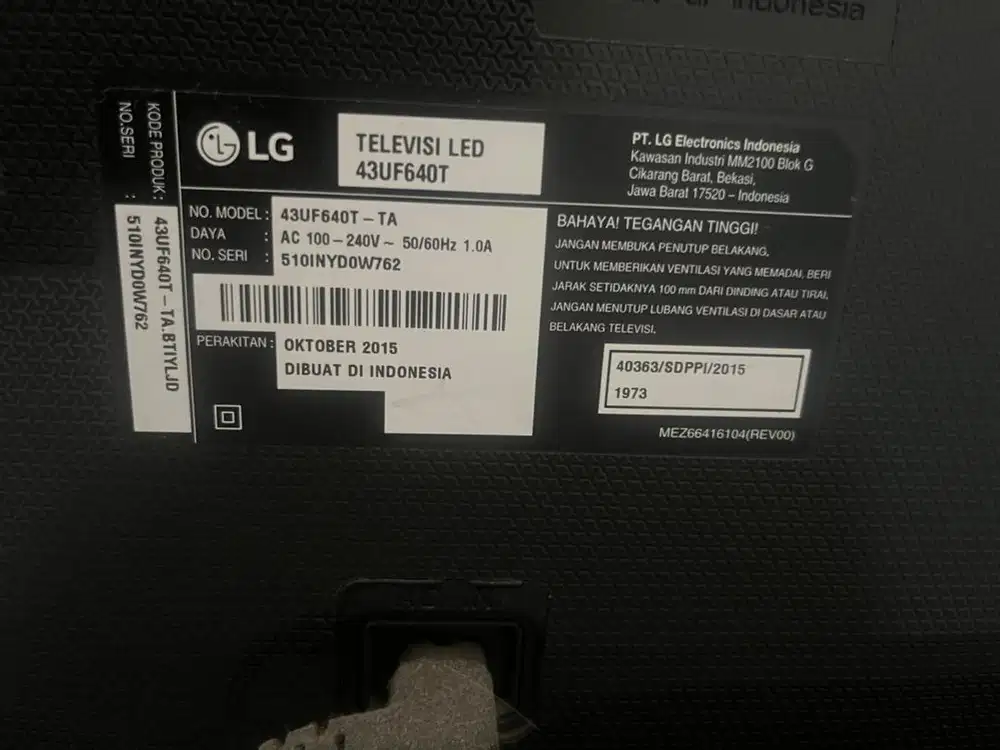 di Indonesia
KODE PRODUK : 43UF640T – TA.BTIYLJD
NO.SERI : 510INYD0W762
LG
TELEVISI LED
43UF640T
PT. LG Electronics Indonesia
Kawasan Industri MM2100 Blok G
Cikarang Barat, Bekasi,
Jawa Barat 17520 – Indonesia
NO. MODEL : 43UF640T – TA
DAYA : AC 100 – 240V ~ 50/60Hz 1.0A
NO. SERI : 510INYD0W762
PERAKITAN : OKTOBER 2015
DIBUAT DI INDONESIA
BAHAYA! TEGANGAN TINGGI!
JANGAN MEMBUKA PENUTUP BELAKANG,
UNTUK MEMBERIKAN VENTILASI YANG MEMADAI, BERI
JARAK SETIDAKNYA 100 mm DARI DINDING ATAU TIRAI,
JANGAN MENUTUP LUBANG VENTILASI DI DASAR ATAU
BELAKANG TELEVISI.
40363/SDPPI/2015
1973
MEZ66416104(REV00)